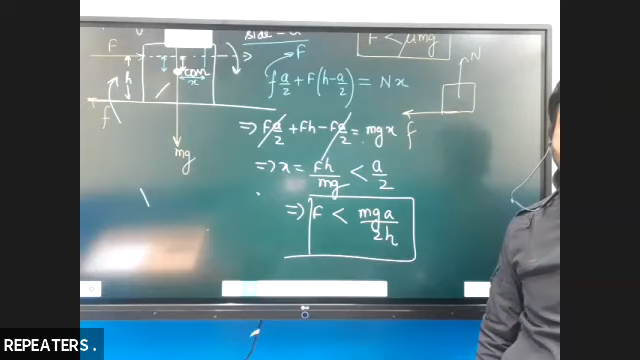 side - a
F < μmg
F
⇒ F
N
com
h
x
f a/2 + F(h - a/2) = Nx
f
f
⇒ Fa/2 + Fh - Fa/2 = mgx
mg
⇒ x = Fh/mg < a/2
⇒ F < mga/2h
REPEATERS.